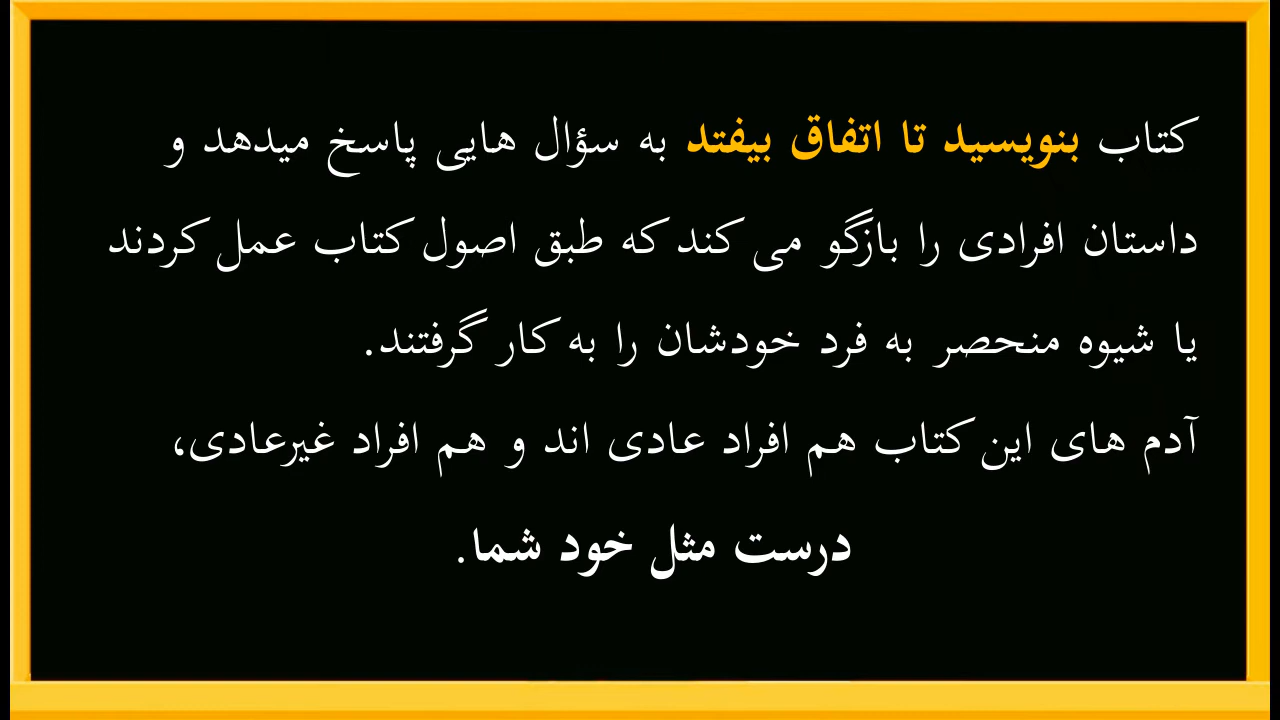 کتاب بنویسید تا اتفاق بیفتد به سؤال هایی پاسخ میدهد و
داستان افرادی را بازگو می کند که طبق اصول کتاب عمل کردند
یا شیوه منحصر به فرد خودشان را به کار گرفتند.
آدم های این کتاب هم افراد عادی اند و هم افراد غیرعادی،
درست مثل خود شما.